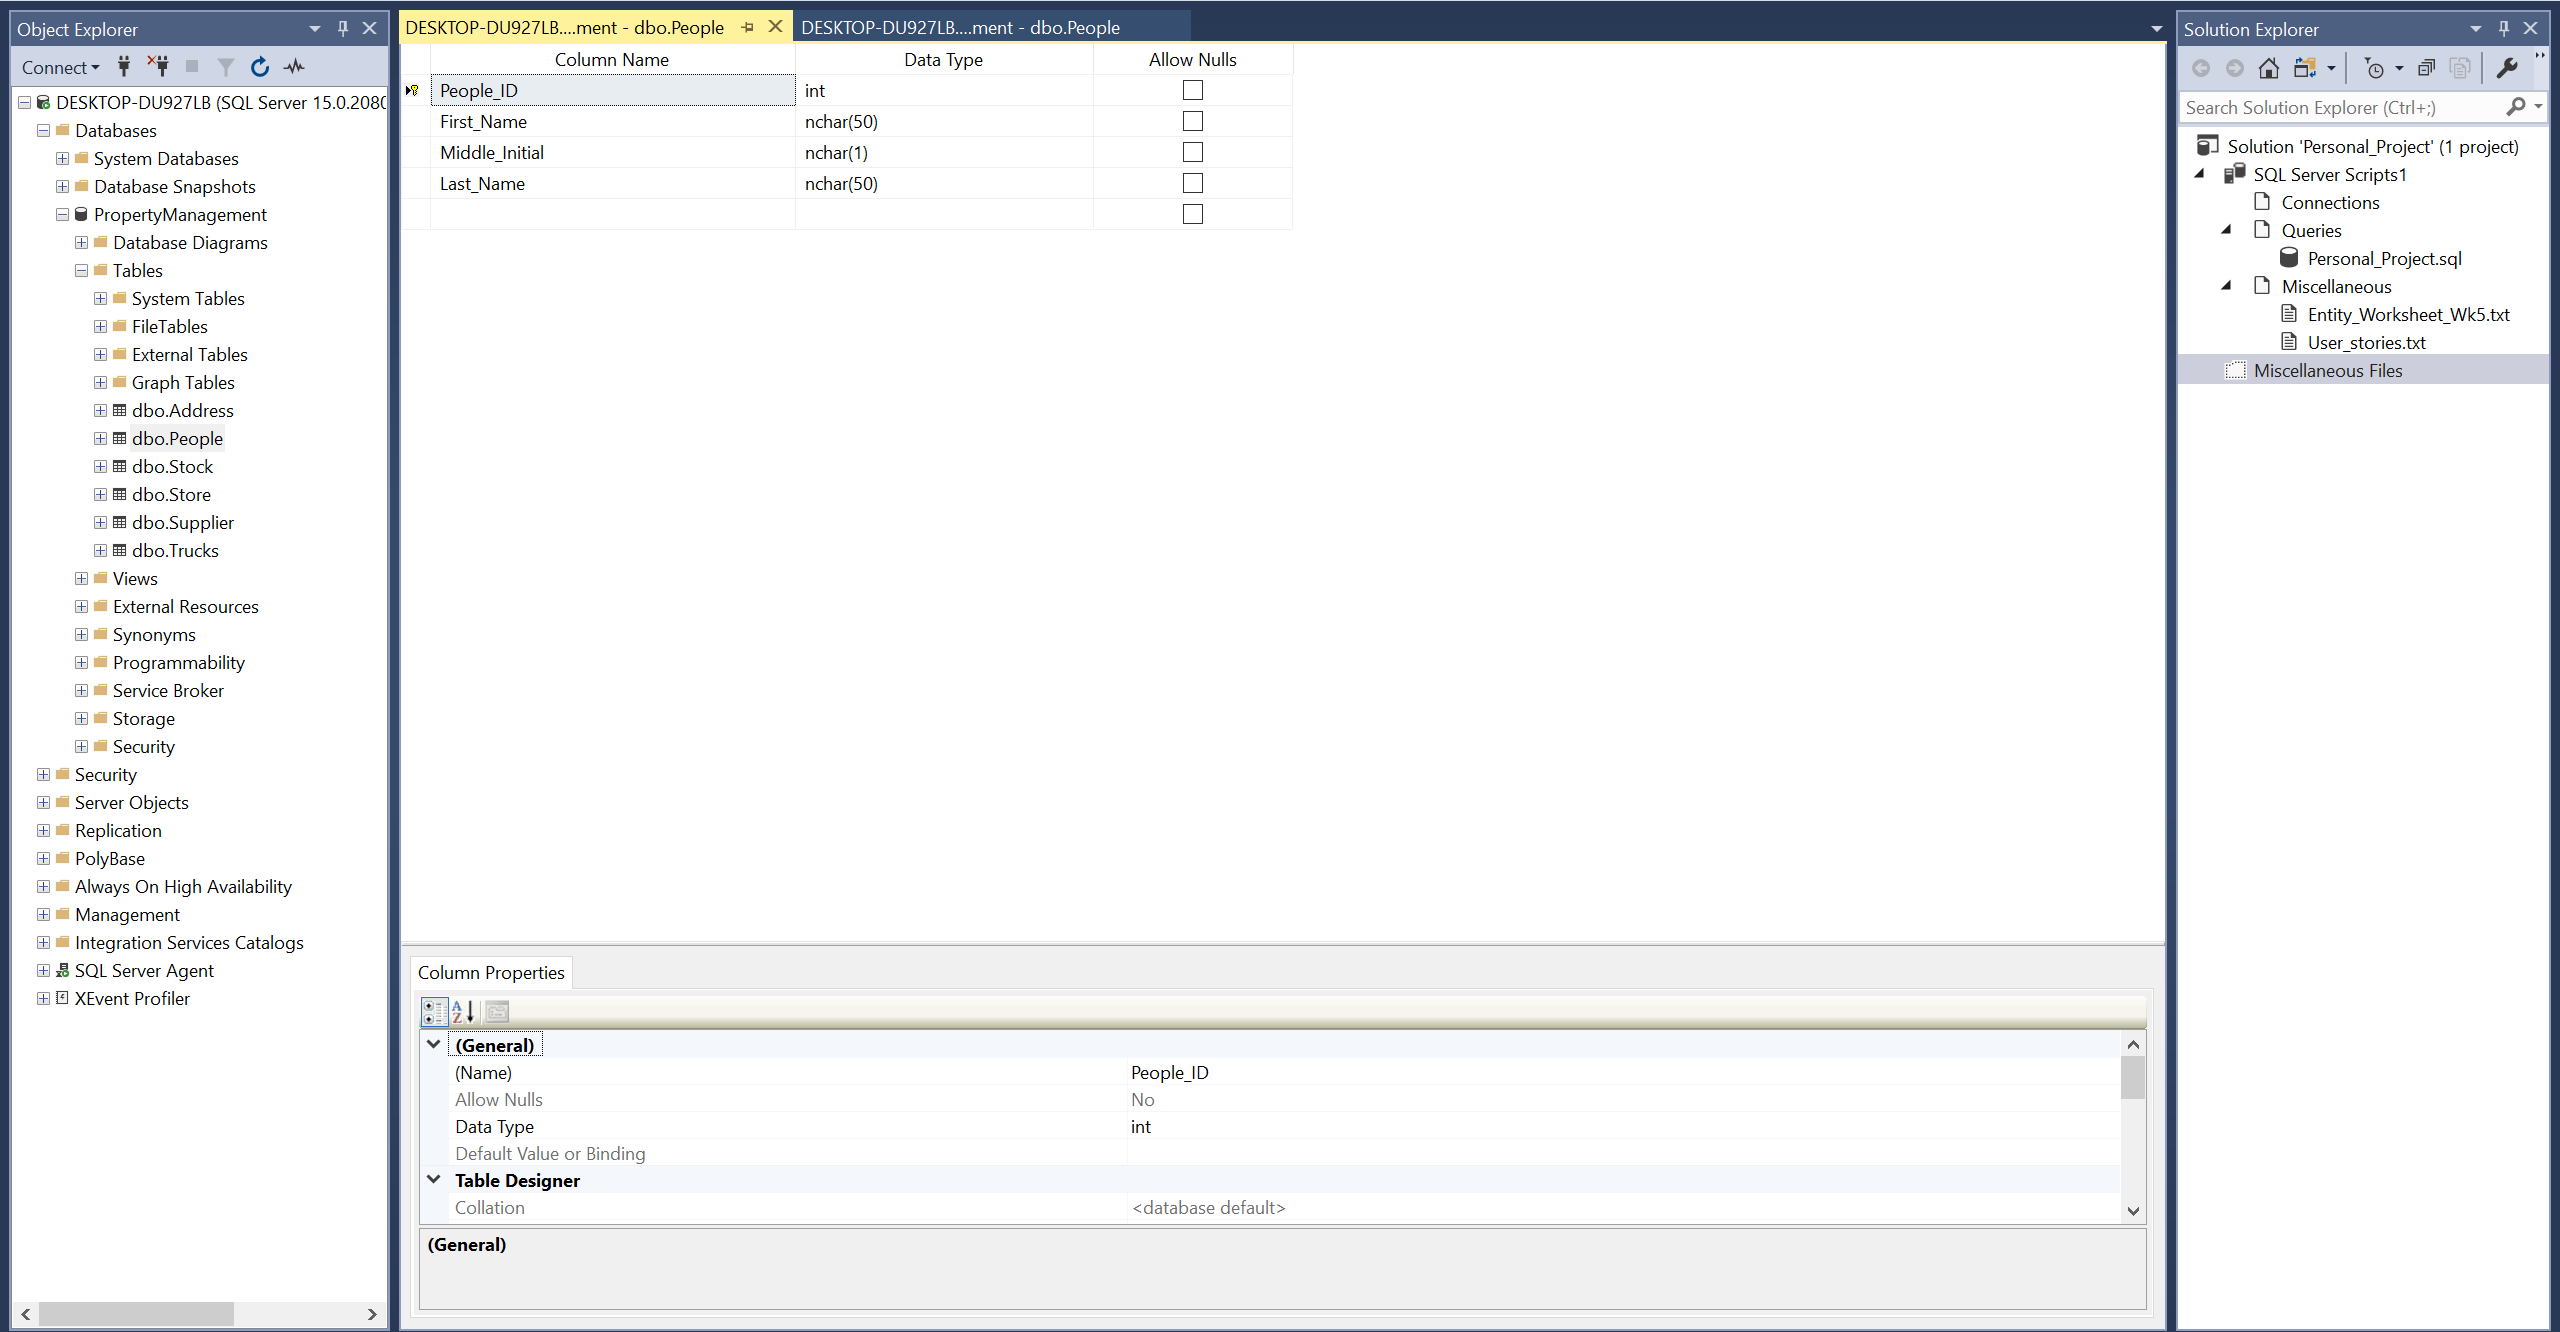 Object Explorer
Connect
DESKTOP-DU927LB (SQL Server 15.0.2080
Databases
System Databases
Database Snapshots
PropertyManagement
Database Diagrams
Tables
System Tables
FileTables
External Tables
Graph Tables
dbo.Address
dbo.People
dbo.Stock
dbo.Store
dbo.Supplier
dbo.Trucks
Views
External Resources
Synonyms
Programmability
Service Broker
Storage
Security
Security
Server Objects
Replication
PolyBase
Always On High Availability
Management
Integration Services Catalogs
SQL Server Agent
XEvent Profiler
DESKTOP-DU927LB....ment - dbo.People
DESKTOP-DU927LB....ment - dbo.People
Column Name Data Type Allow Nulls
People_ID int
First_Name nchar(50)
Middle_Initial nchar(1)
Last_Name nchar(50)
Column Properties
(General)
(Name) People_ID
Allow Nulls No
Data Type int
Default Value or Binding
Table Designer
Collation <database default>
(General)
Solution Explorer
Search Solution Explorer (Ctrl+;)
Solution 'Personal_Project' (1 project)
SQL Server Scripts1
Connections
Queries
Personal_Project.sql
Miscellaneous
Entity_Worksheet_Wk5.txt
User_stories.txt
Miscellaneous Files